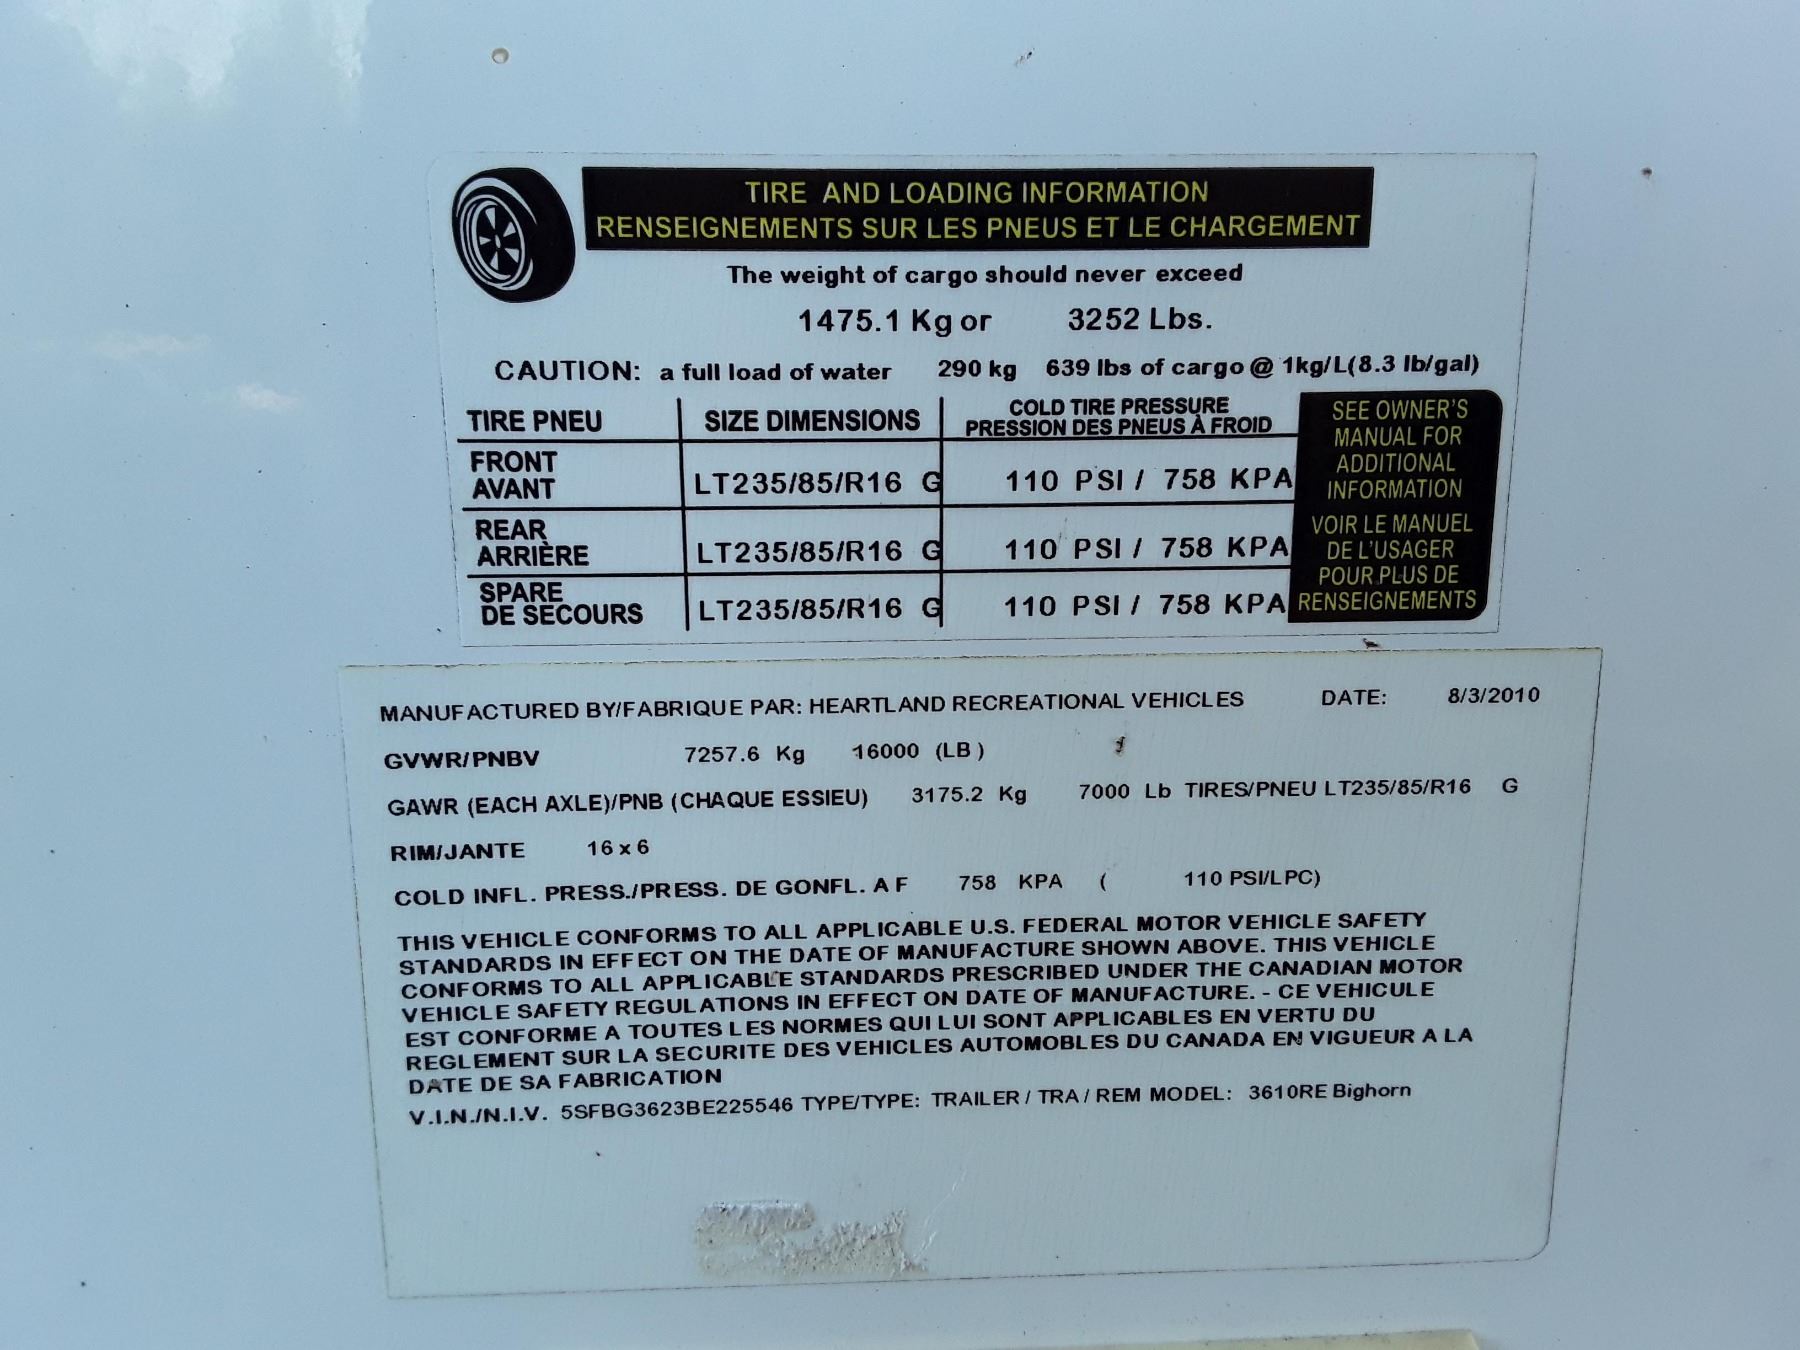 TIRE AND LOADING INFORMATION
RENSEIGNEMENTS SUR LES PNEUS ET LE CHARGEMENT
The weight of cargo should never exceed
1475.1 Kg or 3252 Lbs.
CAUTION: a full load of water 290 kg 639 lbs of cargo @ 1kg/L(8.3 lb/gal)
TIRE PNEU SIZE DIMENSIONS COLD TIRE PRESSURE
PRESSION DES PNEUS À FROID
FRONT
AVANT LT235/85/R16 G 110 PSI / 758 KPA
REAR
ARRIÈRE LT235/85/R16 G 110 PSI / 758 KPA
SPARE
DE SECOURS LT235/85/R16 G 110 PSI / 758 KPA
SEE OWNER'S
MANUAL FOR
ADDITIONAL
INFORMATION
VOIR LE MANUEL
DE L'USAGER
POUR PLUS DE
RENSEIGNEMENTS
MANUFACTURED BY/FABRIQUE PAR: HEARTLAND RECREATIONAL VEHICLES DATE: 8/3/2010
GVWR/PNBV 7257.6 Kg 16000 (LB)
GAWR (EACH AXLE)/PNB (CHAQUE ESSIEU) 3175.2 Kg 7000 Lb TIRES/PNEU LT235/85/R16 G
RIM/JANTE 16 x 6
COLD INFL. PRESS./PRESS. DE GONFL. A F 758 KPA ( 110 PSI/LPC)
THIS VEHICLE CONFORMS TO ALL APPLICABLE U.S. FEDERAL MOTOR VEHICLE SAFETY
STANDARDS IN EFFECT ON THE DATE OF MANUFACTURE SHOWN ABOVE. THIS VEHICLE
CONFORMS TO ALL APPLICABLE STANDARDS PRESCRIBED UNDER THE CANADIAN MOTOR
VEHICLE SAFETY REGULATIONS IN EFFECT ON DATE OF MANUFACTURE. - CE VEHICULE
EST CONFORME A TOUTES LES NORMES QUI LUI SONT APPLICABLES EN VERTU DU
REGLEMENT SUR LA SECURITE DES VEHICLES AUTOMOBLES DU CANADA EN VIGUEUR A LA
DATE DE SA FABRICATION
V.I.N./N.I.V. 5SFBG3623BE225546 TYPE/TYPE: TRAILER / TRA / REM MODEL: 3610RE Bighorn